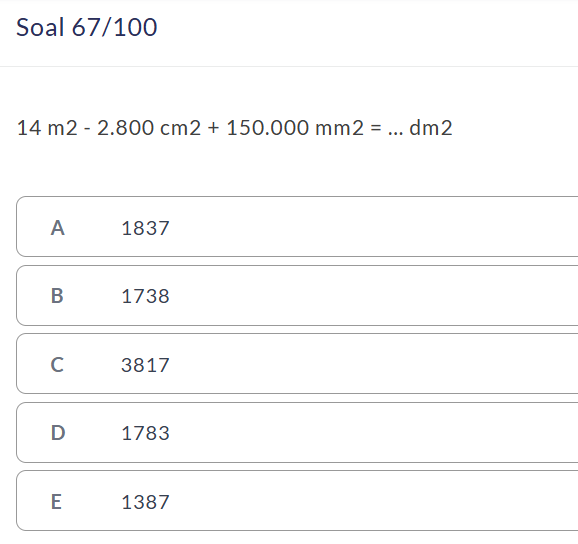 Soal 67/100
14 m2 - 2.800 cm2 + 150.000 mm2 = ... dm2
A 1837
B 1738
C 3817
D 1783
E 1387